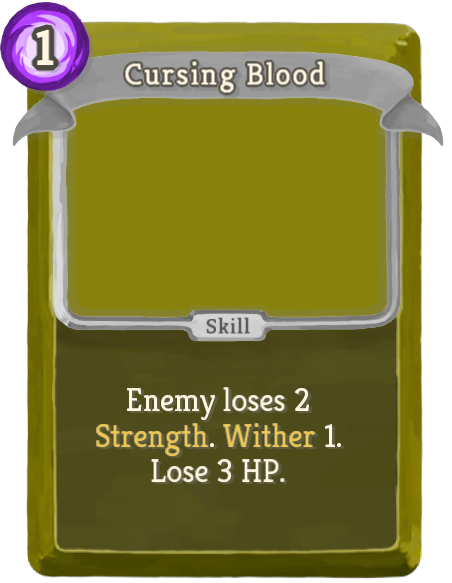 1
Cursing Blood
Skill
Enemy loses 2
Strength. Wither 1.
Lose 3 HP.